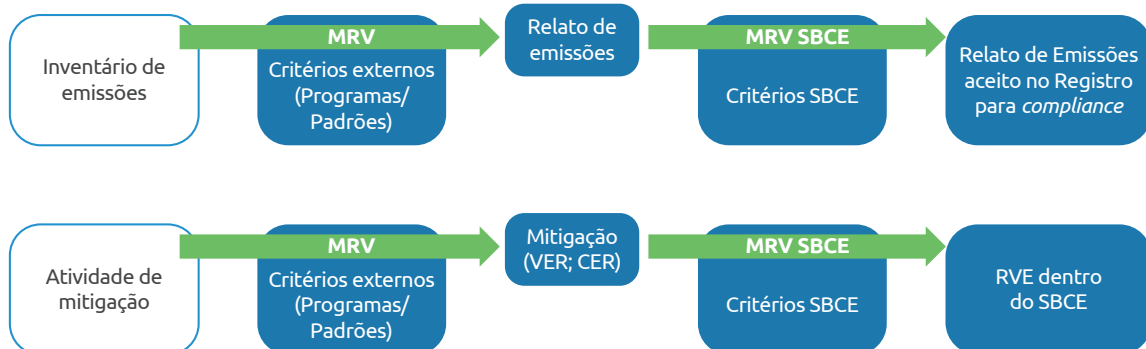 Inventário de
emissões
MRV
Critérios externos
(Programas/
Padrões)
Relato de
emissões
MRV SBCE
Critérios SBCE
Relato de Emissões
aceito no Registro
para compliance
Atividade de
mitigação
MRV
Critérios externos
(Programas/
Padrões)
Mitigação
(VER; CER)
MRV SBCE
Critérios SBCE
RVE dentro
do SBCE